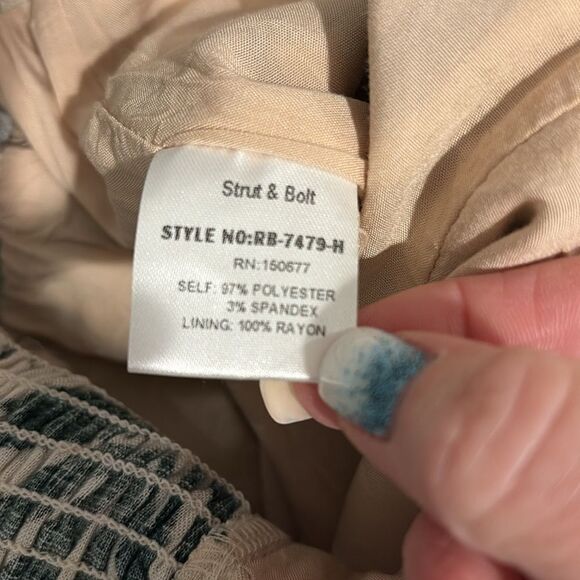 Strut & Bolt
STYLE NO:RB-7479-H
RN:150677
SELF: 97% POLYESTER
3% SPANDEX
LINING: 100% RAYON